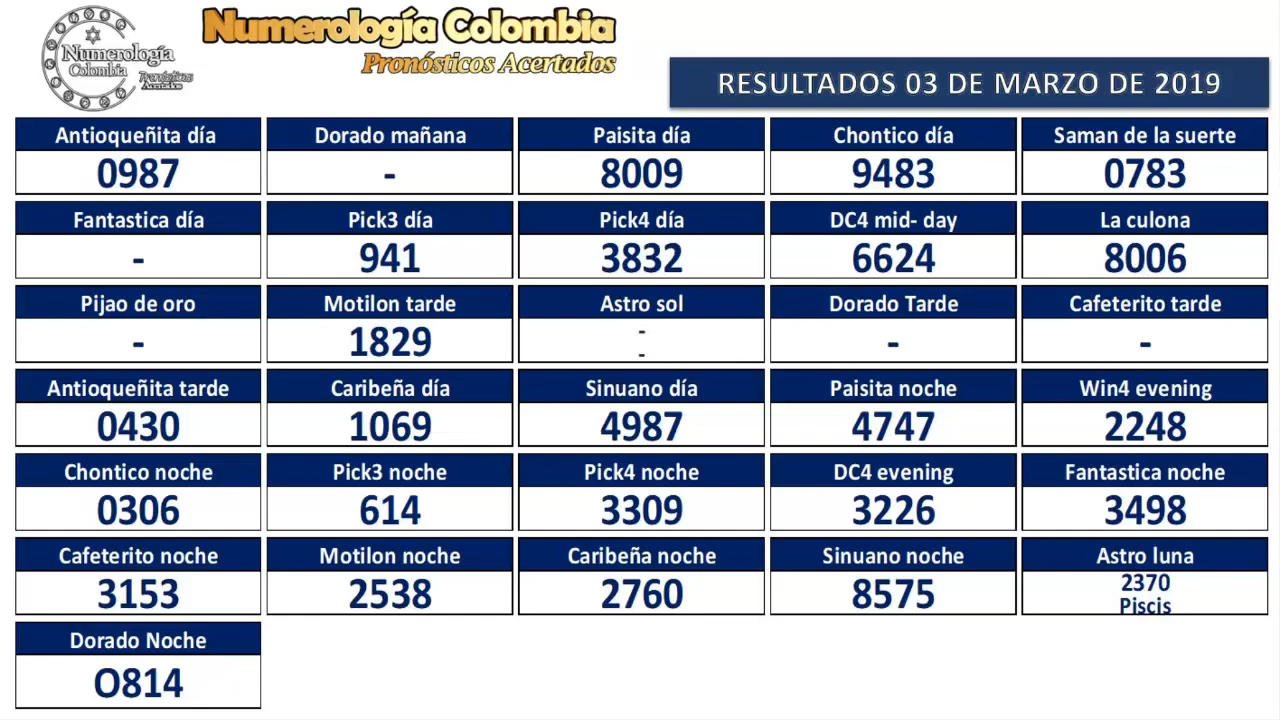 Numerología
Colombia
Pronósticos
Acertados
Numerología Colombia
Pronósticos Acertados
RESULTADOS 03 DE MARZO DE 2019
Antioqueñita día
0987
Dorado mañana
-
Paisita día
8009
Chontico día
9483
Saman de la suerte
0783
Fantastica día
-
Pick3 día
941
Pick4 día
3832
DC4 mid- day
6624
La culona
8006
Pijao de oro
-
Motilon tarde
1829
Astro sol
-
-
Dorado Tarde
-
Cafeterito tarde
-
Antioqueñita tarde
0430
Caribeña día
1069
Sinuano día
4987
Paisita noche
4747
Win4 evening
2248
Chontico noche
0306
Pick3 noche
614
Pick4 noche
3309
DC4 evening
3226
Fantastica noche
3498
Cafeterito noche
3153
Motilon noche
2538
Caribeña noche
2760
Sinuano noche
8575
Astro luna
2370
Piscis
Dorado Noche
O814